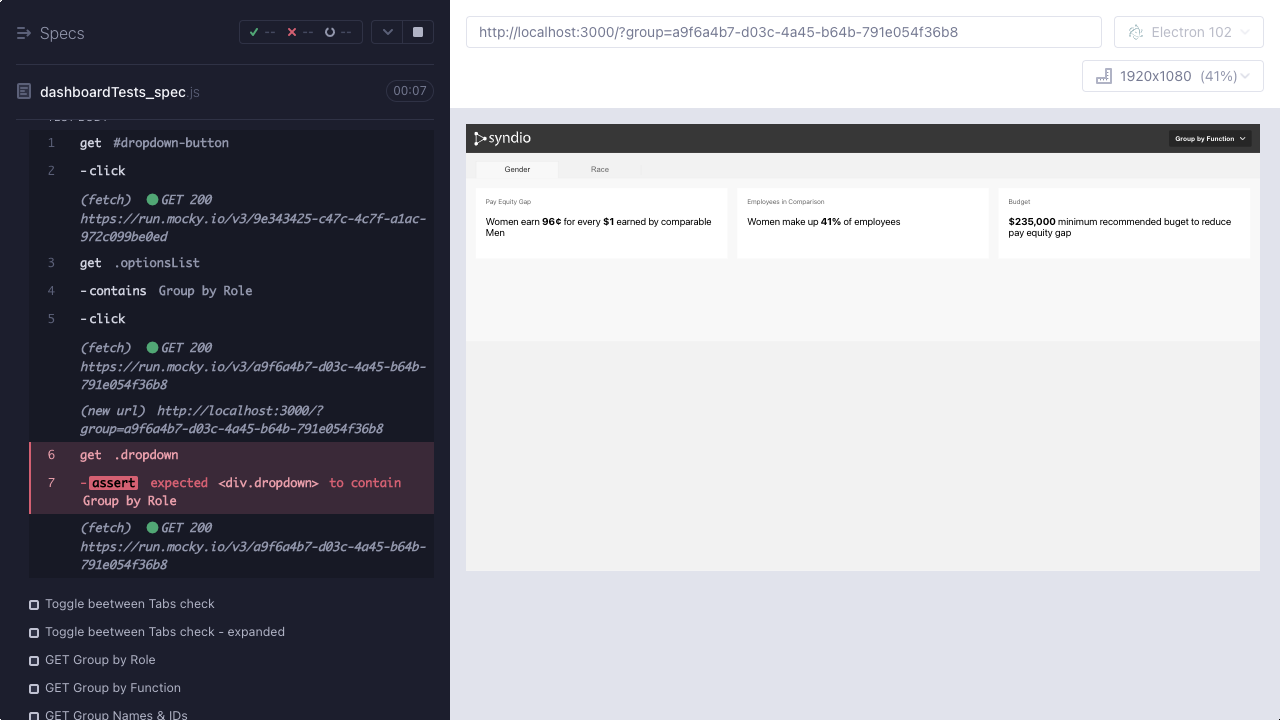 Specs
-- -- --
http://localhost:3000/?group=a9f6a4b7-d03c-4a45-b64b-791e054f36b8
Electron 102
1920x1080 (41%)
dashboardTests_spec.js
00:07
1 get #dropdown-button
2 -click
(fetch) GET 200
https://run.mocky.io/v3/9e343425-c47c-4c7f-a1ac-
972c099be0ed
3 get .optionsList
4 -contains Group by Role
5 -click
(fetch) GET 200
https://run.mocky.io/v3/a9f6a4b7-d03c-4a45-b64b-
791e054f36b8
(new url) http://localhost:3000/?
group=a9f6a4b7-d03c-4a45-b64b-791e054f36b8
6 get .dropdown
7 -assert expected <div.dropdown> to contain
Group by Role
(fetch) GET 200
https://run.mocky.io/v3/a9f6a4b7-d03c-4a45-b64b-
791e054f36b8
Toggle beetween Tabs check
Toggle beetween Tabs check - expanded
GET Group by Role
GET Group by Function
GET Group Names & IDs
syndio
Group by Function
Gender
Race
Pay Equity Gap
Women earn 96¢ for every $1 earned by comparable
Men
Employees in Comparison
Women make up 41% of employees
Budget
$235,000 minimum recommended buget to reduce
pay equity gap